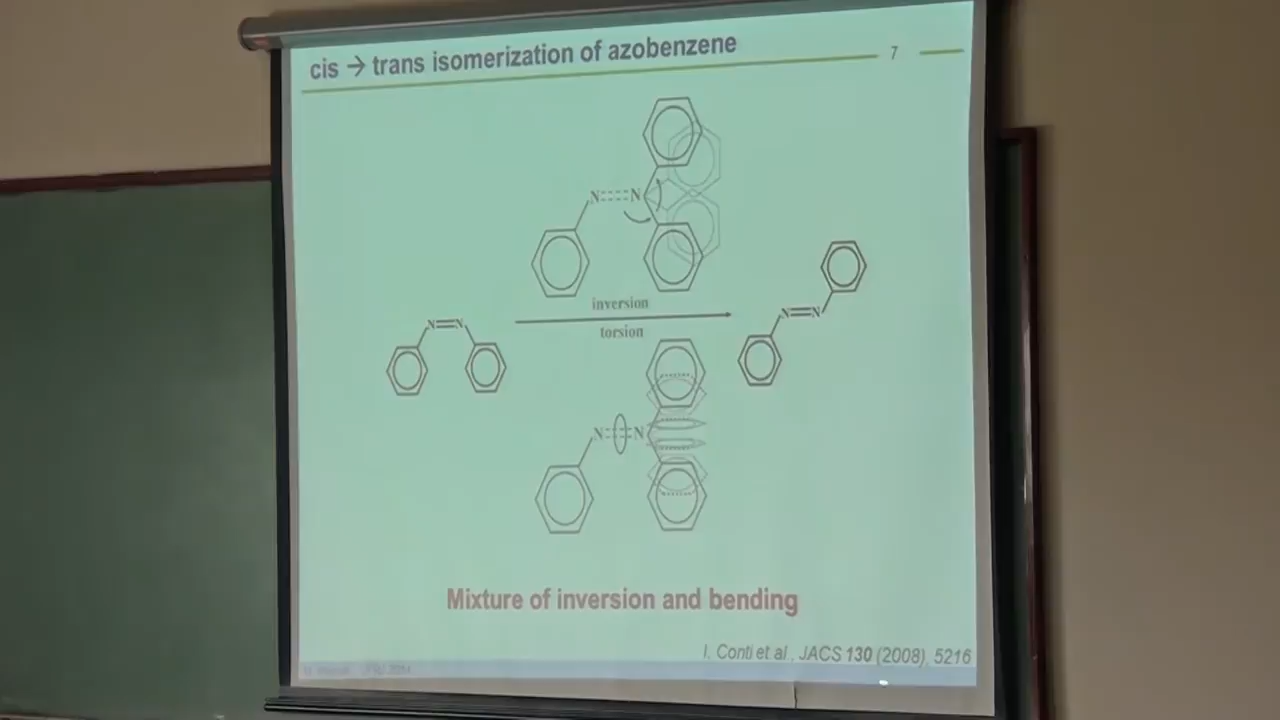 cis → trans isomerization of azobenzene
7
N N
inversion
torsion
N N
N N
N N
Mixture of inversion and bending
I. Conti et al., JACS 130 (2008), 5216